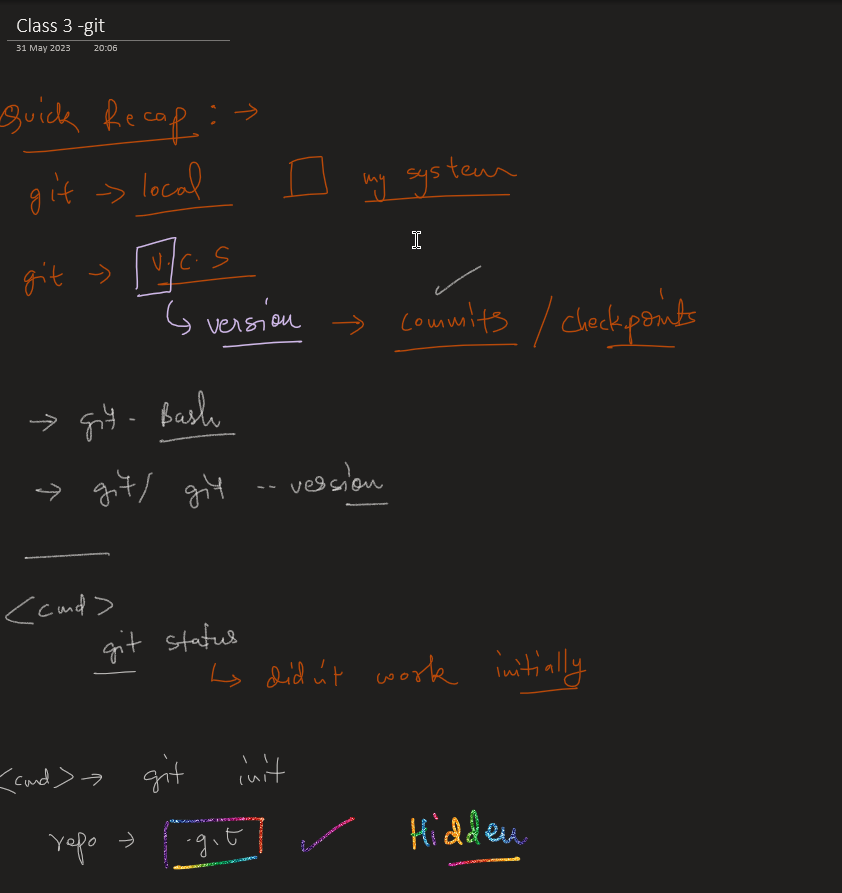 Class 3 -git
31 May 2023 20:06
Quick Recap : →
git → local my system
git → V.C.S
↳ version → commits / checkpoints
→ git - Bash
→ git/ git -- version
<cmd>
git status
↳ didn't work initially
<cmd> → git init
repo → .git ✓ Hidden